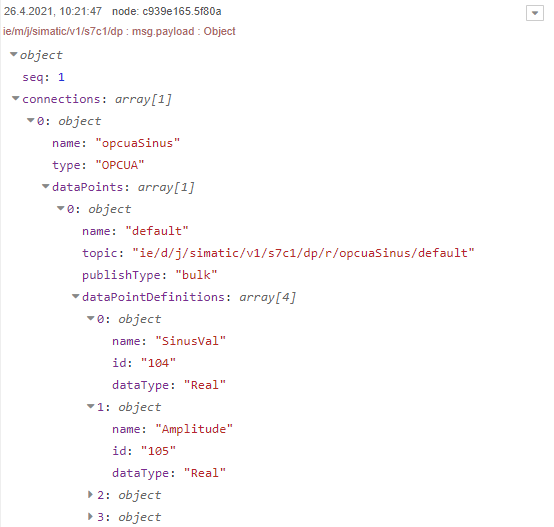 26.4.2021, 10:21:47 node: c939e165.5f80a
ie/m/j/simatic/v1/s7c1/dp : msg.payload : Object
object
seq: 1
connections: array[1]
0: object
name: "opcuaSinus"
type: "OPCUA"
dataPoints: array[1]
0: object
name: "default"
topic: "ie/d/j/simatic/v1/s7c1/dp/r/opcuaSinus/default"
publishType: "bulk"
dataPointDefinitions: array[4]
0: object
name: "SinusVal"
id: "104"
dataType: "Real"
1: object
name: "Amplitude"
id: "105"
dataType: "Real"
2: object
3: object